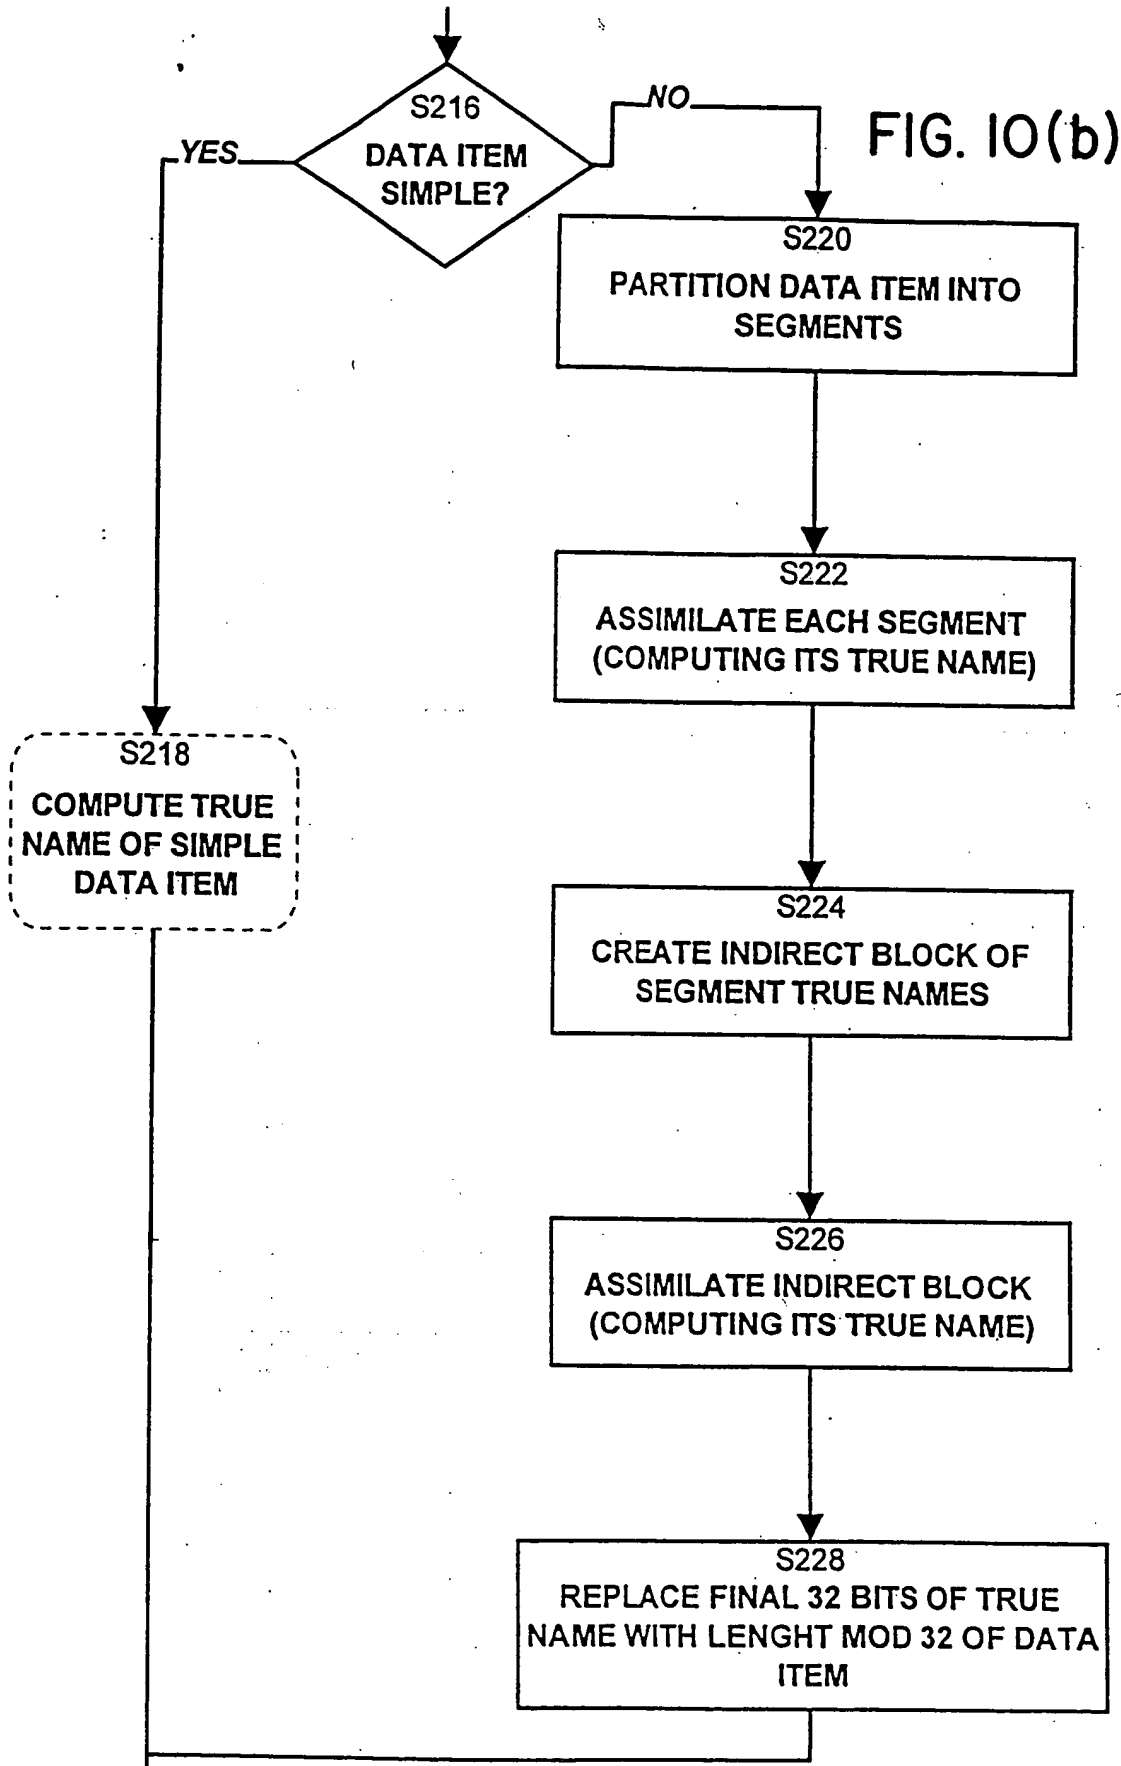 FIG. 10(b)
S216
DATA ITEM
SIMPLE?
YES
NO
S220
PARTITION DATA ITEM INTO
SEGMENTS
S222
ASSIMILATE EACH SEGMENT
(COMPUTING ITS TRUE NAME)
S218
COMPUTE TRUE
NAME OF SIMPLE
DATA ITEM
S224
CREATE INDIRECT BLOCK OF
SEGMENT TRUE NAMES
S226
ASSIMILATE INDIRECT BLOCK
(COMPUTING ITS TRUE NAME)
S228
REPLACE FINAL 32 BITS OF TRUE
NAME WITH LENGHT MOD 32 OF DATA
ITEM